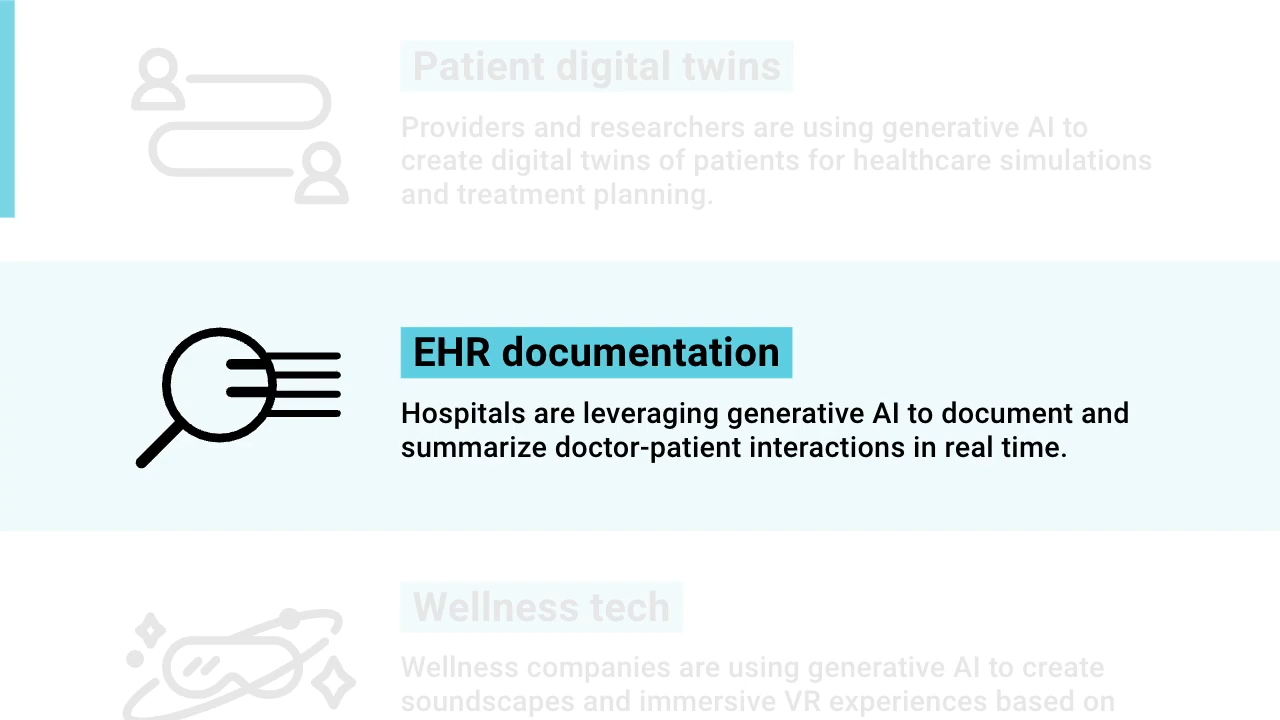 Patient digital twins
Providers and researchers are using generative AI to
create digital twins of patients for healthcare simulations
and treatment planning.
EHR documentation
Hospitals are leveraging generative AI to document and
summarize doctor-patient interactions in real time.
Wellness tech
Wellness companies are using generative AI to create
soundscapes and immersive VR experiences based on